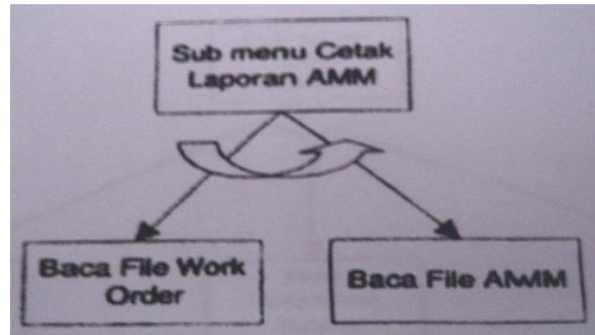 Sub menu Cetak
Laporan AMM
Baca File Work
Order
Baca File AMM